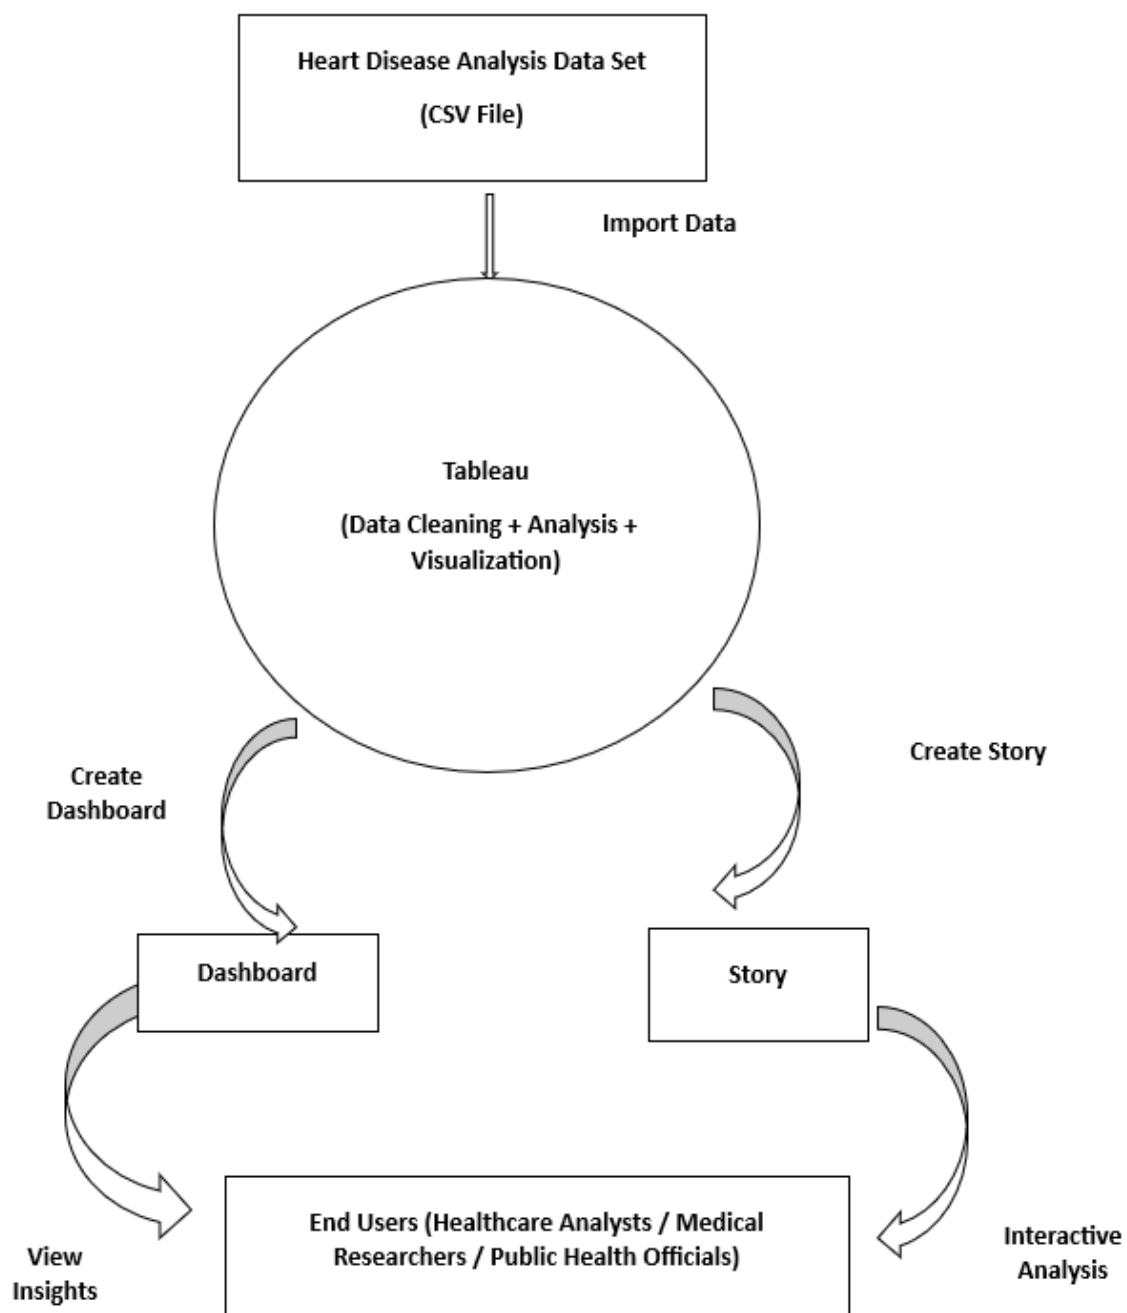 Heart Disease Analysis Data Set
(CSV File)
Import Data
Tableau
(Data Cleaning + Analysis +
Visualization)
Create
Dashboard
Create Story
Dashboard
Story
End Users (Healthcare Analysts / Medical
Researchers / Public Health Officials)
View
Insights
Interactive
Analysis